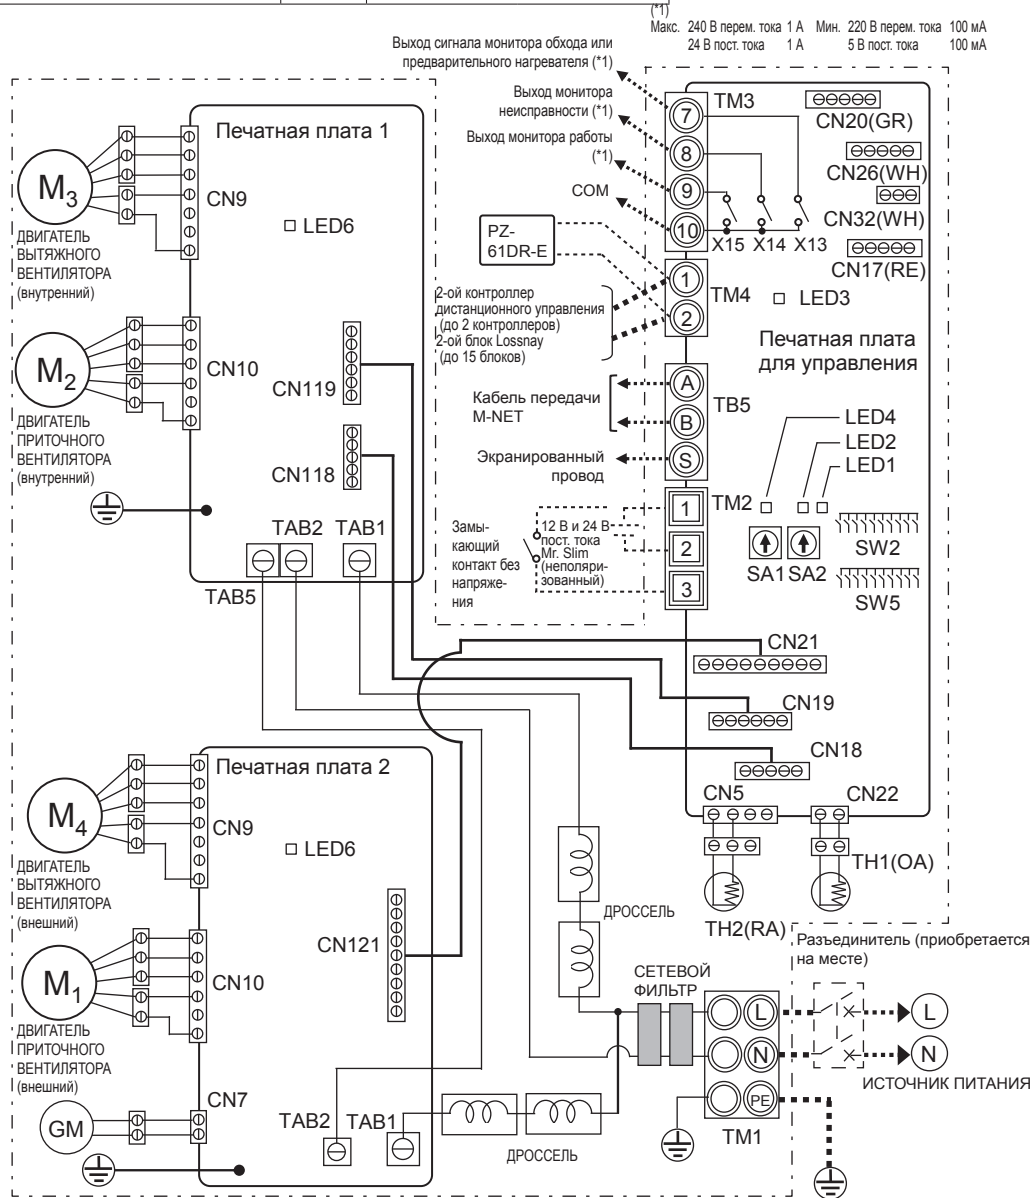 (*1)
Макс. 240 В перем. тока 1 А Мин. 220 В перем. тока 100 мА
24 В пост. тока 1 А 5 В пост. тока 100 мА
Выход сигнала монитора обхода или
предварительного нагревателя (*1)
Выход монитора
неисправности (*1)
Выход монитора работы
(*1)
COM
PZ-
61DR-E
2-ой контроллер
дистанционного управления
(до 2 контроллеров)
2-ой блок Lossnay
(до 15 блоков)
Кабель передачи
M-NET
Экранированный
провод
Замы-
кающий
контакт без
напряже-
ния
12 В и 24 В
пост. тока
Mr. Slim
(неполяри-
зованный)
7
8
9
10
TM3
X15 X14 X13
1
2
TM4
A
B
S
TB5
1
2
3
TM2
CN20(GR)
CN26(WH)
CN32(WH)
CN17(RE)
LED3
Печатная плата
для управления
LED4
LED2
LED1
SA1 SA2
SW2
SW5
CN21
CN19
CN18
CN5
CN22
TH2(RA)
TH1(OA)
Печатная плата 1
M3
ДВИГАТЕЛЬ
ВЫТЯЖНОГО
ВЕНТИЛЯТОРА
(внутренний)
CN9
LED6
M2
ДВИГАТЕЛЬ
ПРИТОЧНОГО
ВЕНТИЛЯТОРА
(внутренний)
CN10
CN119
CN118
TAB2 TAB1
TAB5
Печатная плата 2
M4
ДВИГАТЕЛЬ
ВЫТЯЖНОГО
ВЕНТИЛЯТОРА
(внешний)
CN9
LED6
CN121
M1
ДВИГАТЕЛЬ
ПРИТОЧНОГО
ВЕНТИЛЯТОРА
(внешний)
CN10
CN7
GM
TAB2 TAB1
ДРОССЕЛЬ
ДРОССЕЛЬ
СЕТЕВОЙ
ФИЛЬТР
L
N
PE
TM1
Разъединитель (приобретается
на месте)
L
N
ИСТОЧНИК ПИТАНИЯ